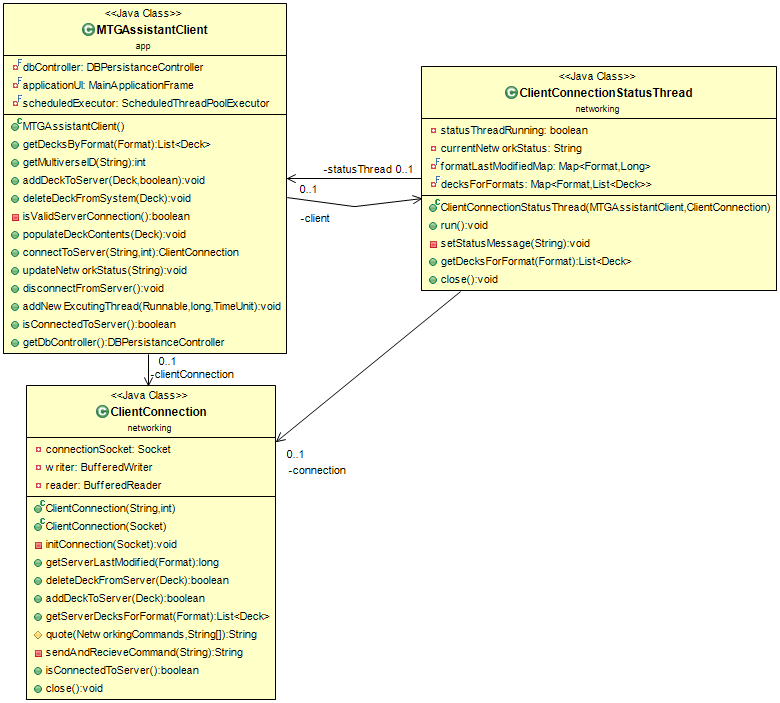 <<Java Class>>
MTGAssistantClient
app
dbController: DBPersistanceController
applicationUI: MainApplicationFrame
scheduledExecutor: ScheduledThreadPoolExecutor
MTGAssistantClient()
getDecksByFormat(Format):List<Deck>
getMultiverseID(String):int
addDeckToServer(Deck,boolean):void
deleteDeckFromSystem(Deck):void
isValidServerConnection():boolean
populateDeckContents(Deck):void
connectToServer(String,int):ClientConnection
updateNetworkStatus(String):void
disconnectFromServer():void
addNewExcutingThread(Runnable,long,TimeUnit):void
isConnectedToServer():boolean
getDbController():DBPersistanceController
-statusThread 0..1
0..1
-client
<<Java Class>>
ClientConnectionStatusThread
networking
statusThreadRunning: boolean
currentNetworkStatus: String
formatLastModifiedMap: Map<Format,Long>
decksForFormats: Map<Format,List<Deck>>
ClientConnectionStatusThread(MTGAssistantClient,ClientConnection)
run():void
setStatusMessage(String):void
getDecksForFormat(Format):List<Deck>
close():void
0..1
-clientConnection
<<Java Class>>
ClientConnection
networking
connectionSocket: Socket
writer: BufferedWriter
reader: BufferedReader
ClientConnection(String,int)
ClientConnection(Socket)
initConnection(Socket):void
getServerLastModified(Format):long
deleteDeckFromServer(Deck):boolean
addDeckToServer(Deck):boolean
getServerDecksForFormat(Format):List<Deck>
quote(NetworkingCommands,String[]):String
sendAndRecieveCommand(String):String
isConnectedToServer():boolean
close():void
0..1
-connection